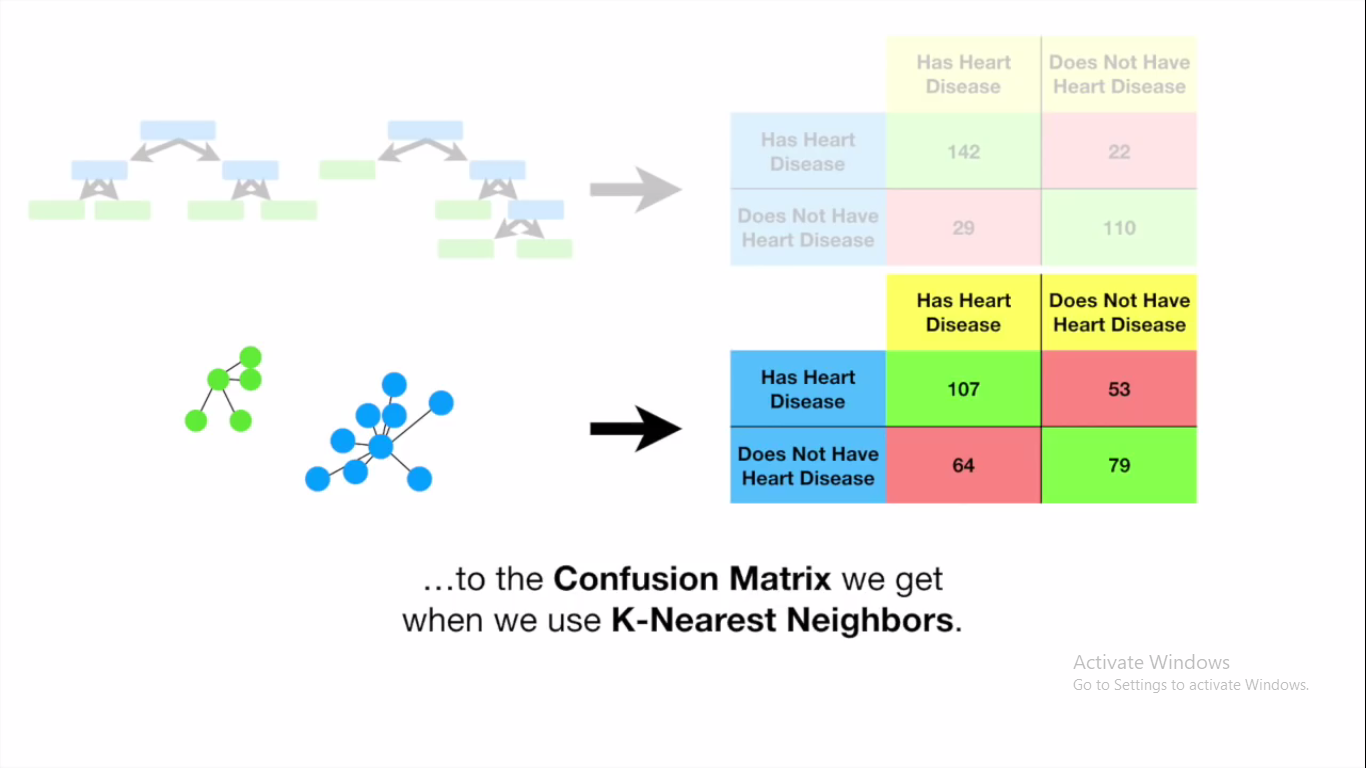 Has Heart
Disease
Does Not Have
Heart Disease
Has Heart
Disease
142
22
Does Not Have
Heart Disease
29
110
Has Heart
Disease
Does Not Have
Heart Disease
Has Heart
Disease
107
53
Does Not Have
Heart Disease
64
79
…to the Confusion Matrix we get
when we use K-Nearest Neighbors.
Activate Windows
Go to Settings to activate Windows.